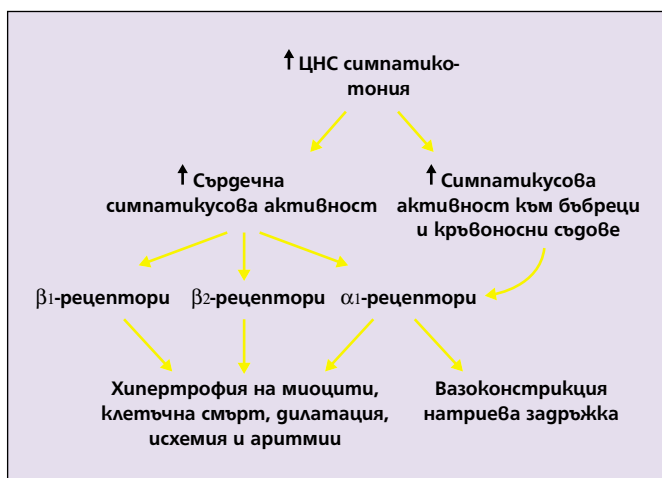 ↑ ЦНС симпатико-
тония
↑ Сърдечна
симпатикусова активност
↑ Симпатикусова
активност към бъбреци
и кръвоносни съдове
β1-рецептори
β2-рецептори
α1-рецептори
Хипертрофия на миоцити,
клетъчна смърт, дилатация,
исхемия и аритмии
Вазоконстрикция
натриева задръжка